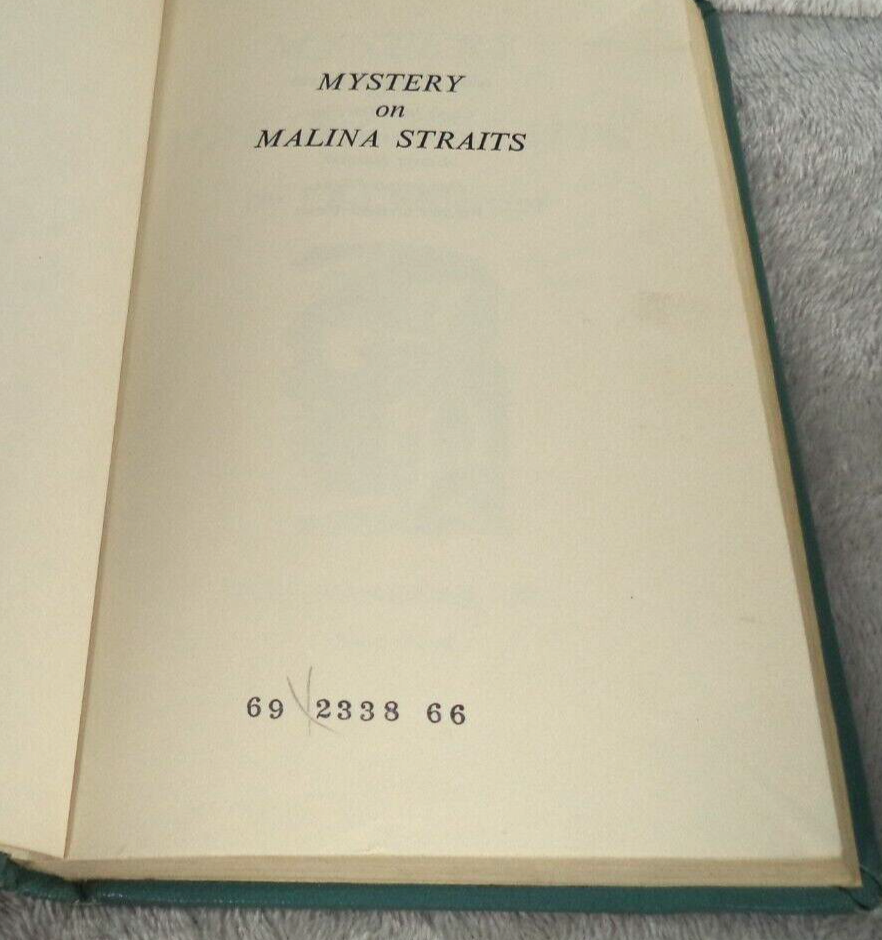 MYSTERY
on
MALINA STRAITS
69 2338 66